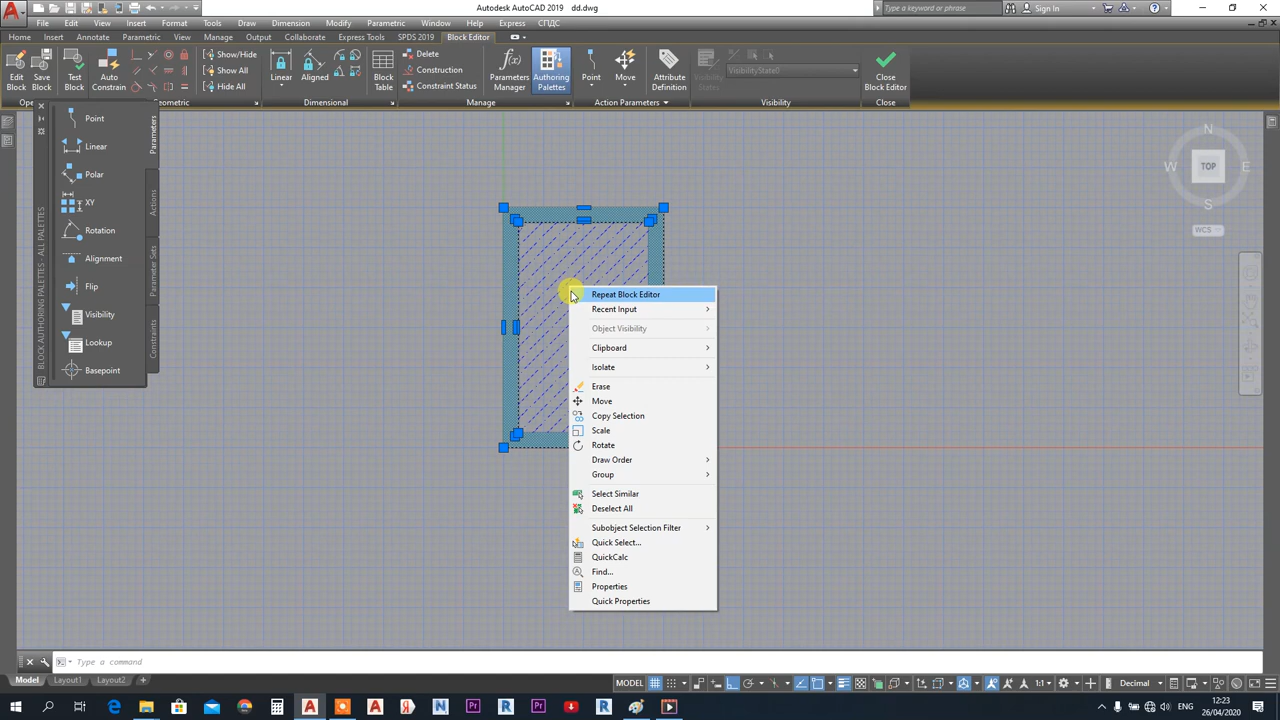 Autodesk AutoCAD 2019 dd.dwg
Type a keyword or phrase
Sign In
File Edit View Insert Format Tools Draw Dimension Modify Parametric Window Help Express СПДС
Home Insert Annotate Parametric View Manage Output Collaborate Express Tools SPDS 2019 Block Editor
Edit Block
Save Block
Test Block
Auto Constrain
Show/Hide
Show All
Hide All
Geometric
Linear
Aligned
Dimensional
Block Table
Delete
Construction
Constraint Status
Manage
Parameters Manager
Authoring Palettes
Point
Move
Attribute Definition
Action Parameters
Visibility States
VisibilityState0
Visibility
Close Block Editor
Close
Point
Linear
Polar
XY
Rotation
Alignment
Flip
Visibility
Lookup
Basepoint
Parameters
Actions
Parameter Sets
Constraints
BLOCK AUTHORING PALETTES - ALL PALETTES
N
W TOP E
S
WCS
Repeat Block Editor
Recent Input
Object Visibility
Clipboard
Isolate
Erase
Move
Copy Selection
Scale
Rotate
Draw Order
Group
Select Similar
Deselect All
Subobject Selection Filter
Quick Select...
QuickCalc
Find...
Properties
Quick Properties
Type a command
Model Layout1 Layout2 +
MODEL
1:1
Decimal
ENG
12:23
26/04/2020